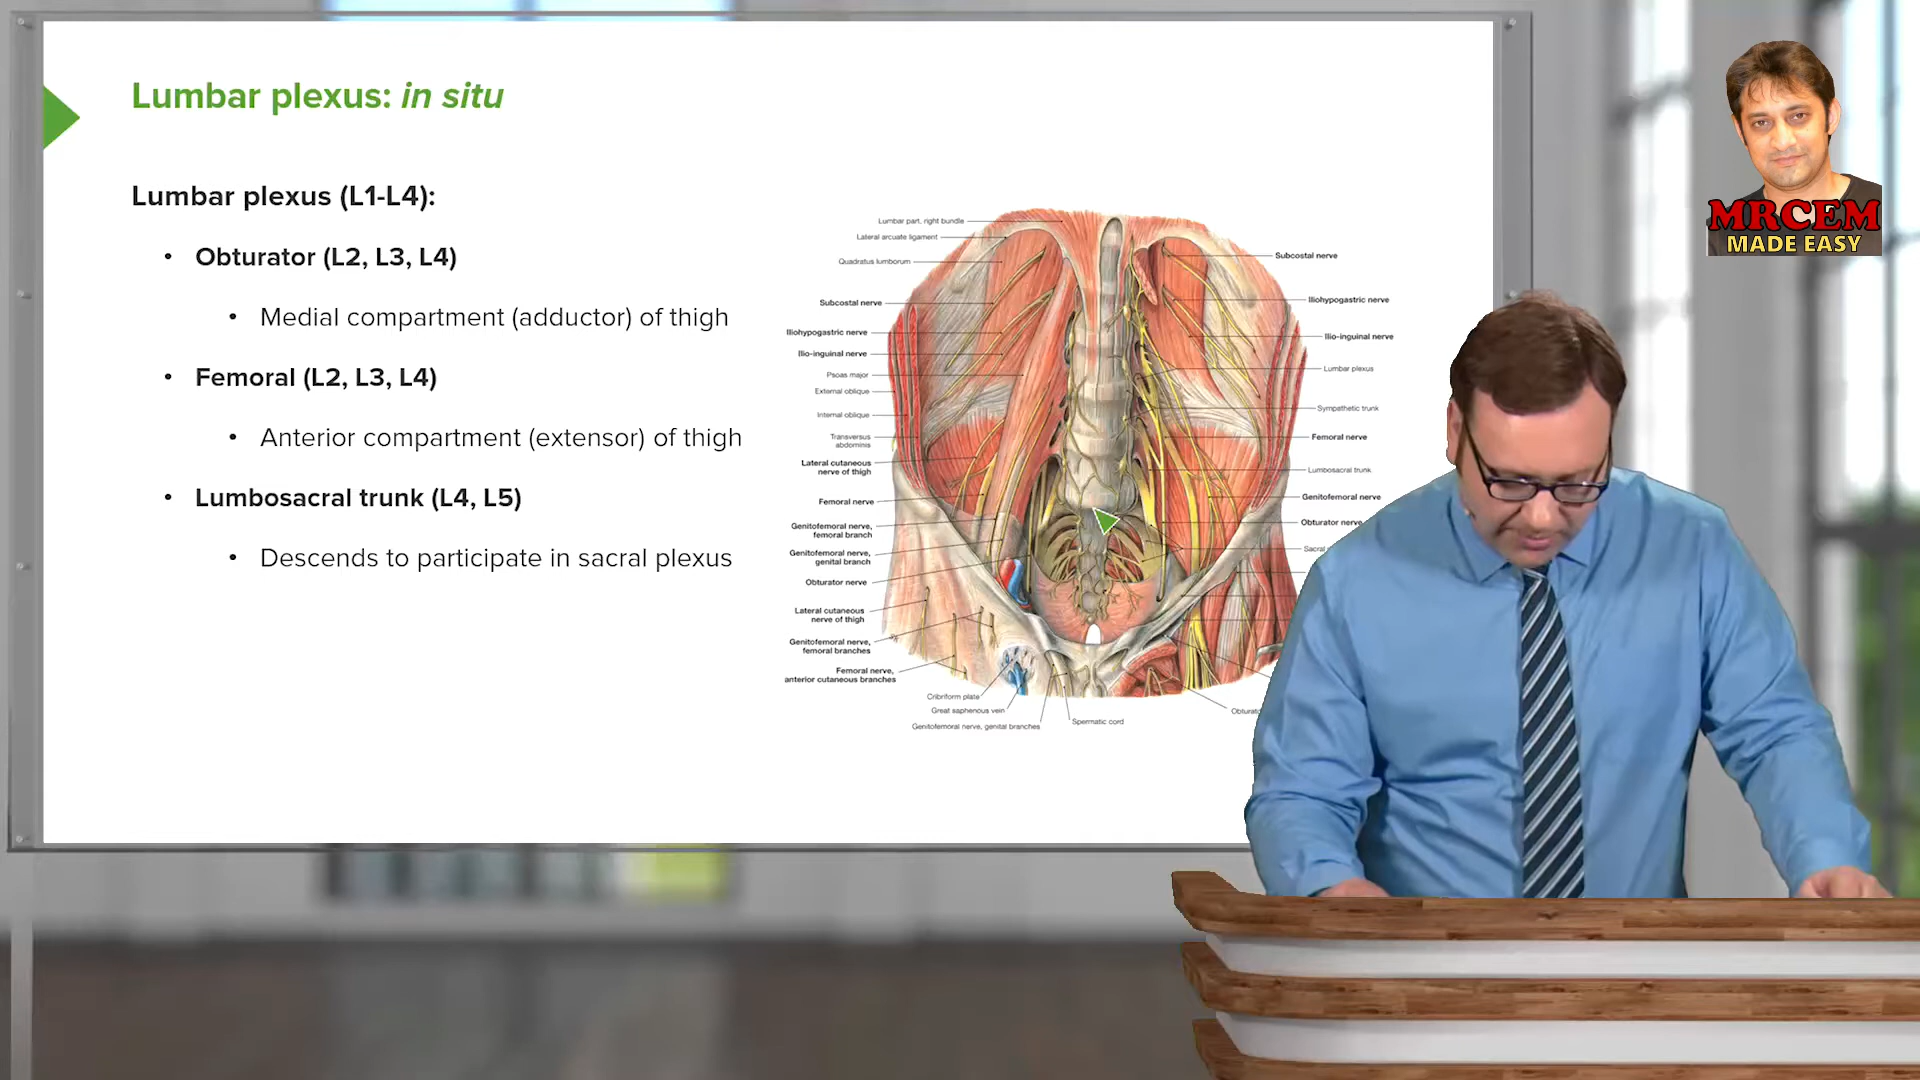 Lumbar plexus: in situ
Lumbar plexus (L1-L4):
• Obturator (L2, L3, L4)
• Medial compartment (adductor) of thigh
• Femoral (L2, L3, L4)
• Anterior compartment (extensor) of thigh
• Lumbosacral trunk (L4, L5)
• Descends to participate in sacral plexus
Lumbar part, right bundle
Lateral arcuate ligament
Quadratus lumborum
Subcostal nerve
Iliohypogastric nerve
Ilio-inguinal nerve
Psoas major
External oblique
Internal oblique
Transversus
abdominis
Lateral cutaneous
nerve of thigh
Femoral nerve
Genitofemoral nerve,
femoral branch
Genitofemoral nerve,
genital branch
Obturator nerve
Lateral cutaneous
nerve of thigh
Genitofemoral nerve,
femoral branches
Femoral nerve,
anterior cutaneous branches
Cribriform plate
Great saphenous vein
Genitofemoral nerve, genital branches
Spermatic cord
Subcostal nerve
Iliohypogastric nerve
Ilio-inguinal nerve
Lumbar plexus
Sympathetic trunk
Femoral nerve
Lumbosacral trunk
Genitofemoral nerve
Obturator nerve
Sacral
MRCEM
MADE EASY